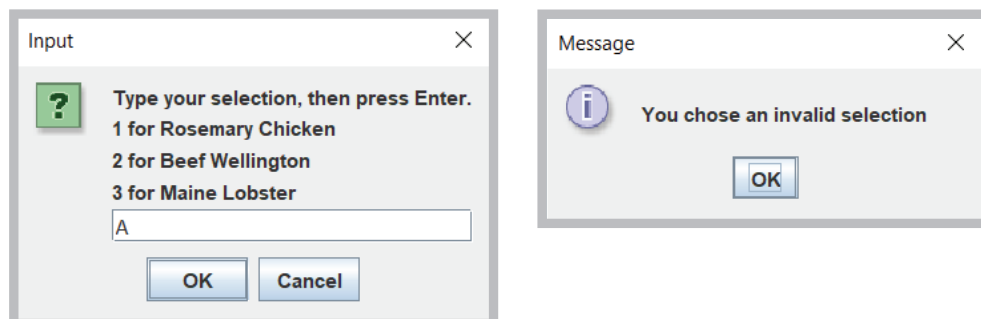 Input
Type your selection, then press Enter.
1 for Rosemary Chicken
2 for Beef Wellington
3 for Maine Lobster
A
OK Cancel
Message
You chose an invalid selection
OK